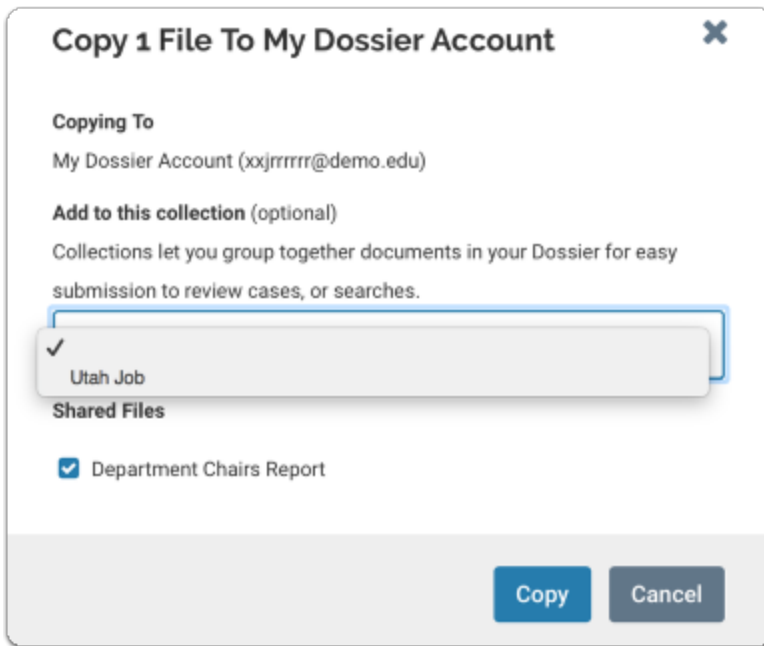 Copy 1 File To My Dossier Account
Copying To
My Dossier Account (xxjrrrrrr@demo.edu)
Add to this collection (optional)
Collections let you group together documents in your Dossier for easy
submission to review cases, or searches.
Utah Job
Shared Files
Department Chairs Report
Copy
Cancel